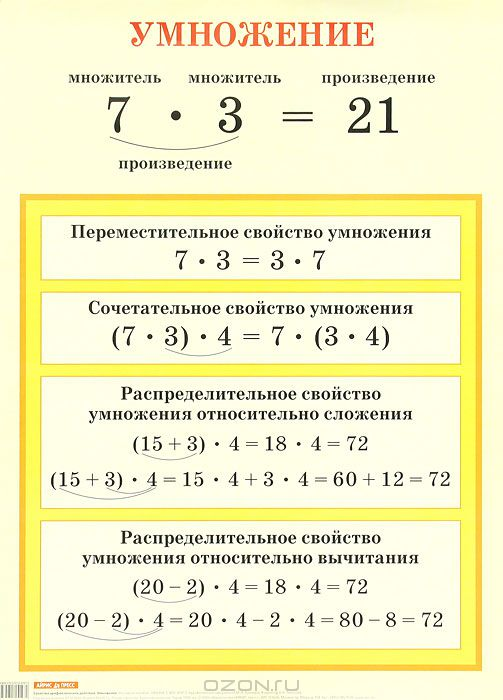 УМНОЖЕНИЕ
множитель множитель произведение
7 · 3 = 21
произведение
Переместительное свойство умножения
7 · 3 = 3 · 7
Сочетательное свойство умножения
(7 · 3) · 4 = 7 · (3 · 4)
Распределительное свойство
умножения относительно сложения
(15 + 3) · 4 = 18 · 4 = 72
(15 + 3) · 4 = 15 · 4 + 3 · 4 = 60 + 12 = 72
Распределительное свойство
умножения относительно вычитания
(20 − 2) · 4 = 18 · 4 = 72
(20 − 2) · 4 = 20 · 4 − 2 · 4 = 80 − 8 = 72
АЙРИС ПРЕСС
ozon.ru